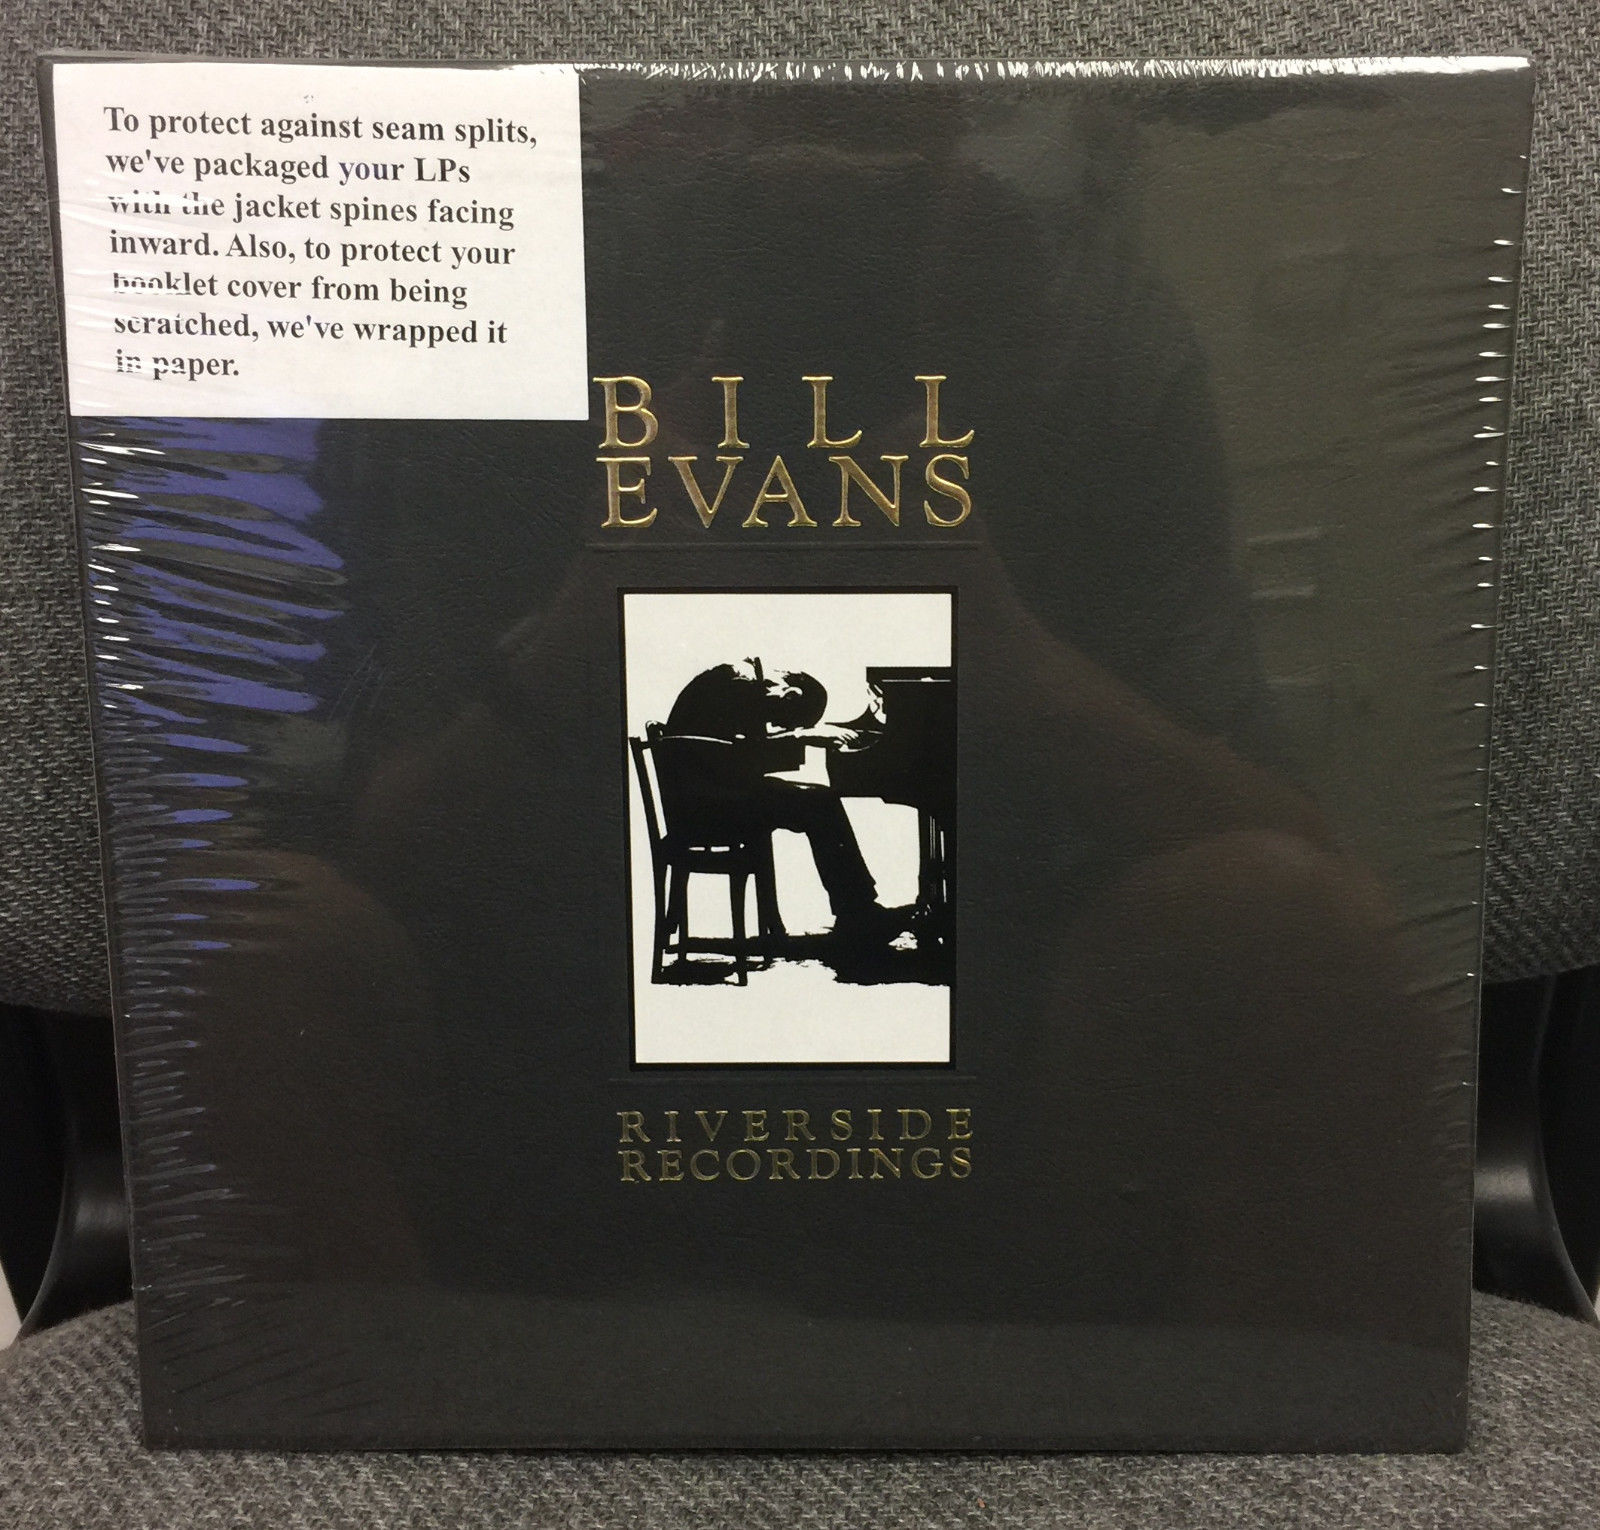 To protect against seam splits,
we've packaged your LPs
with the jacket spines facing
inward. Also, to protect your
booklet cover from being
scratched, we've wrapped it
in paper.
BILL
EVANS
RIVERSIDE
RECORDINGS